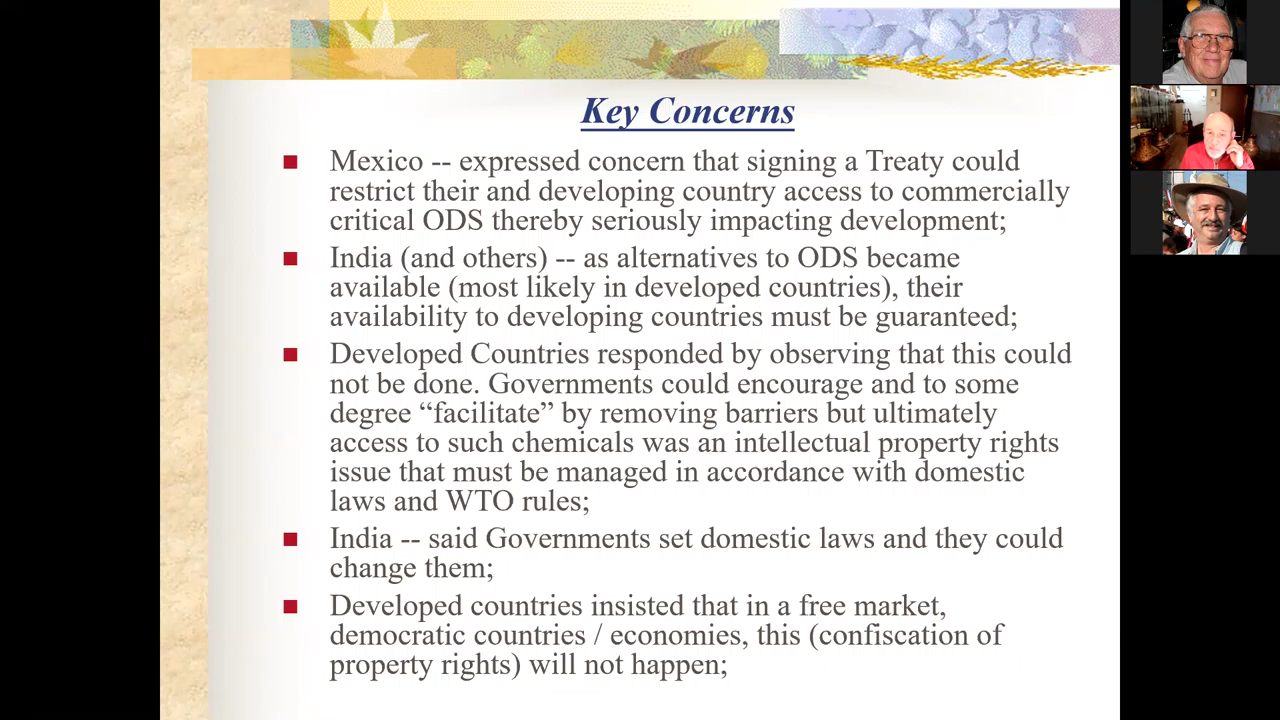 Key Concerns
Mexico -- expressed concern that signing a Treaty could
restrict their and developing country access to commercially
critical ODS thereby seriously impacting development;
India (and others) -- as alternatives to ODS became
available (most likely in developed countries), their
availability to developing countries must be guaranteed;
Developed Countries responded by observing that this could
not be done. Governments could encourage and to some
degree “facilitate” by removing barriers but ultimately
access to such chemicals was an intellectual property rights
issue that must be managed in accordance with domestic
laws and WTO rules;
India -- said Governments set domestic laws and they could
change them;
Developed countries insisted that in a free market,
democratic countries / economies, this (confiscation of
property rights) will not happen;